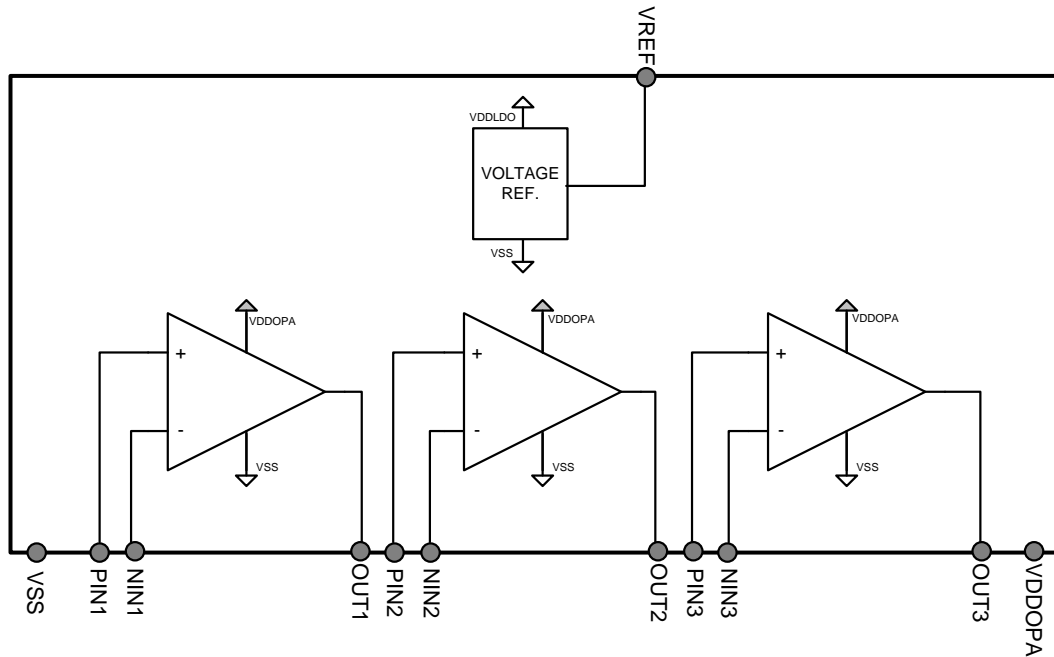 VREF
VDDLDO
VOLTAGE
REF.
VSS
VDDOPA
VDDOPA
VDDOPA
+
+
+
-
-
-
VSS
VSS
VSS
VSS
PIN1
NIN1
OUT1
PIN2
NIN2
OUT2
PIN3
NIN3
OUT3
VDDOPA